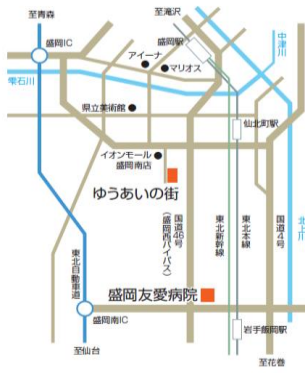 至青森
至滝沢
盛岡IC
アイーナ
盛岡駅
マリオス
中津川
雫石川
県立美術館
仙北町駅
イオンモール
盛岡南店
ゆうあいの街
国道46号
(盛岡西バイパス)
東北新幹線
東北本線
国道4号
北上川
東北自動車道
盛岡友愛病院
盛岡南IC
岩手飯岡駅
至仙台
至花巻